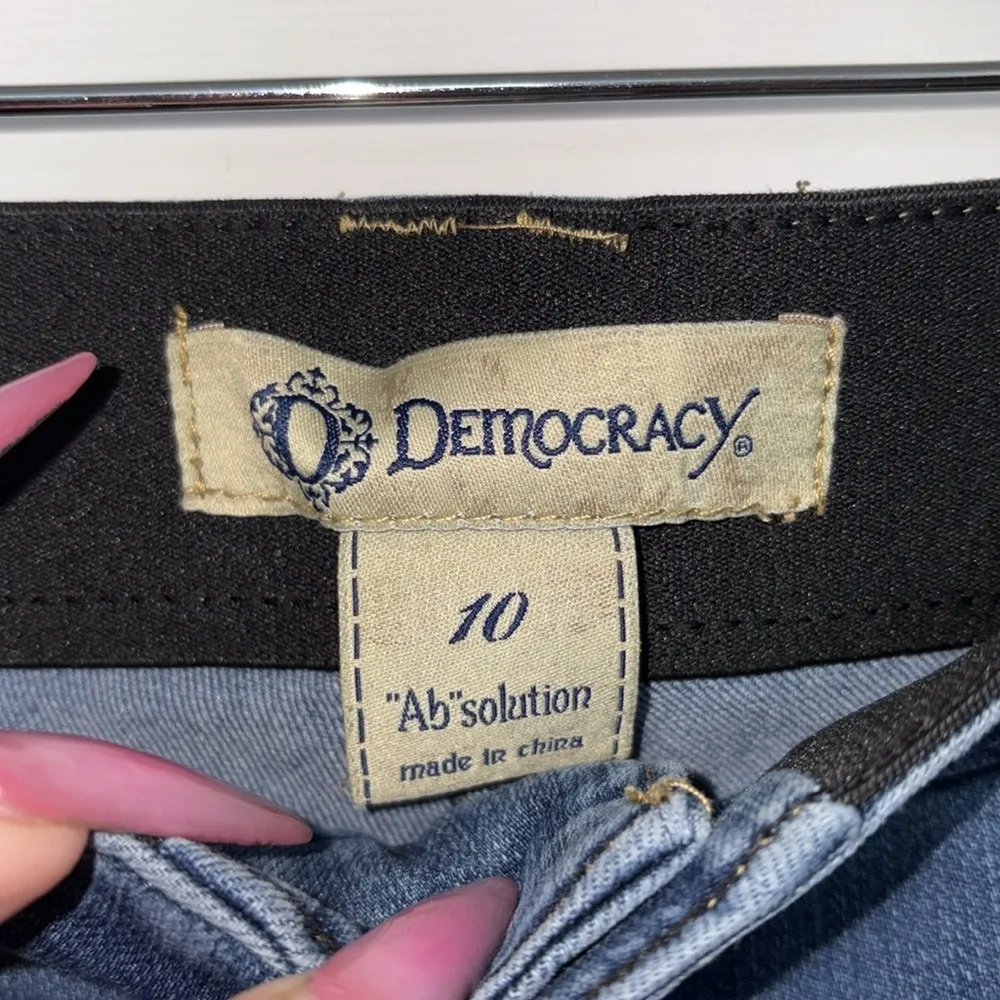 D DEMOCRACY®
10
"Ab"solution
made in china